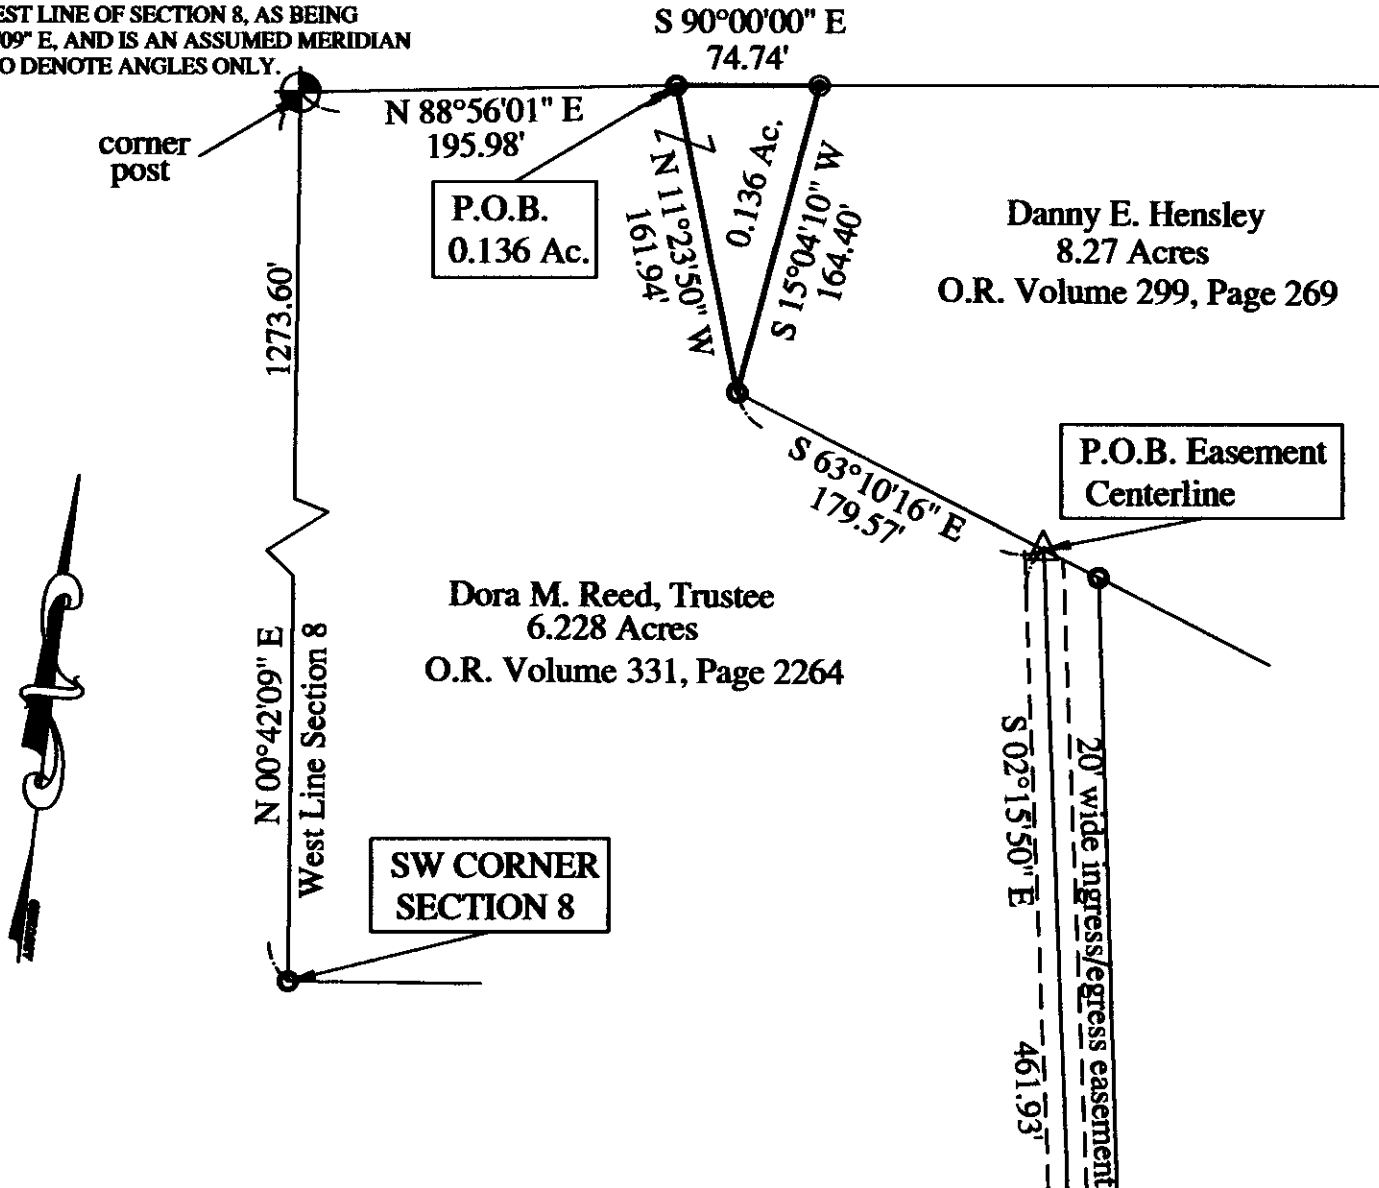 EST LINE OF SECTION 8, AS BEING
'09" E, AND IS AN ASSUMED MERIDIAN
O DENOTE ANGLES ONLY.
S 90°00'00" E
74.74'
N 88°56'01" E
195.98'
corner
post
P.O.B.
0.136 Ac.
N 11°23'50" W
161.94'
0.136 Ac.
S 15°04'10" W
164.40'
Danny E. Hensley
8.27 Acres
O.R. Volume 299, Page 269
1273.60'
S 63°10'16" E
179.57'
P.O.B. Easement
Centerline
Dora M. Reed, Trustee
6.228 Acres
O.R. Volume 331, Page 2264
N 00°42'09" E
West Line Section 8
SW CORNER
SECTION 8
S 02°15'50" E
461.93'
20' wide ingress/egress easement
ASSUMED